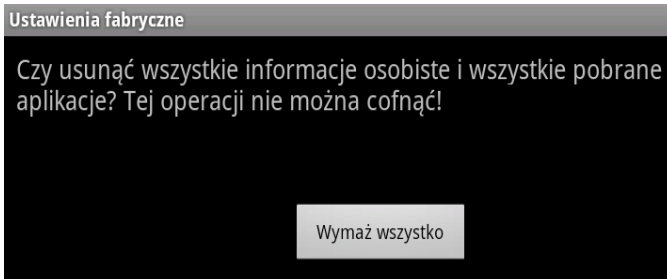 Ustawienia fabryczne
Czy usunąć wszystkie informacje osobiste i wszystkie pobrane
aplikacje? Tej operacji nie można cofnąć!
Wymaż wszystko